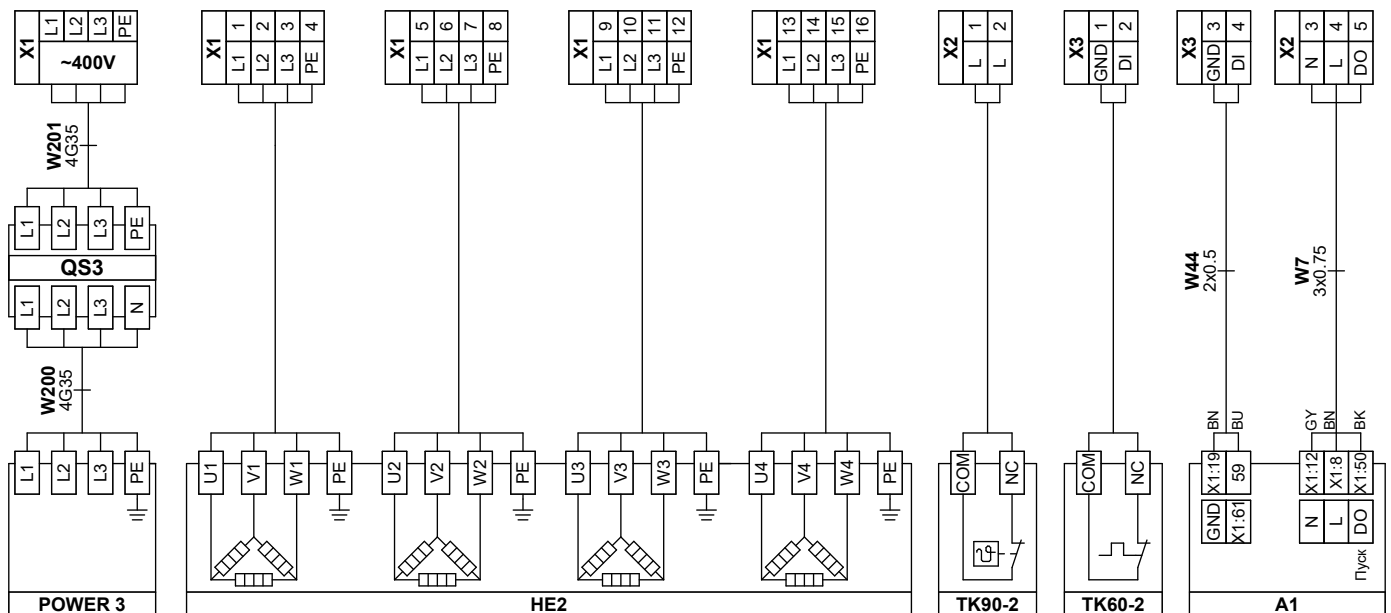 X1 L1 L2 L3 PE
~400V
X1 1 2 3 4
L1 L2 L3 PE
X1 5 6 7 8
L1 L2 L3 PE
X1 9 10 11 12
L1 L2 L3 PE
X1 13 14 15 16
L1 L2 L3 PE
X2 1 2
L L
X3 1 2
GND DI
X3 3 4
GND DI
X2 3 4 5
N L DO
W201
4G35
L1 L2 L3 PE
QS3
L1 L2 L3 N
W44
2x0.5
W7
3x0.75
W200
4G35
BN BU
GY BN BK
L1 L2 L3 PE
U1 V1 W1 PE
U2 V2 W2 PE
U3 V3 W3 PE
U4 V4 W4 PE
COM NC
COM NC
X1:19 59
X1:12 X1:8 X1:50
GND X1:61
N L DO
ϑ
Пуск
POWER 3
HE2
TK90-2
TK60-2
A1